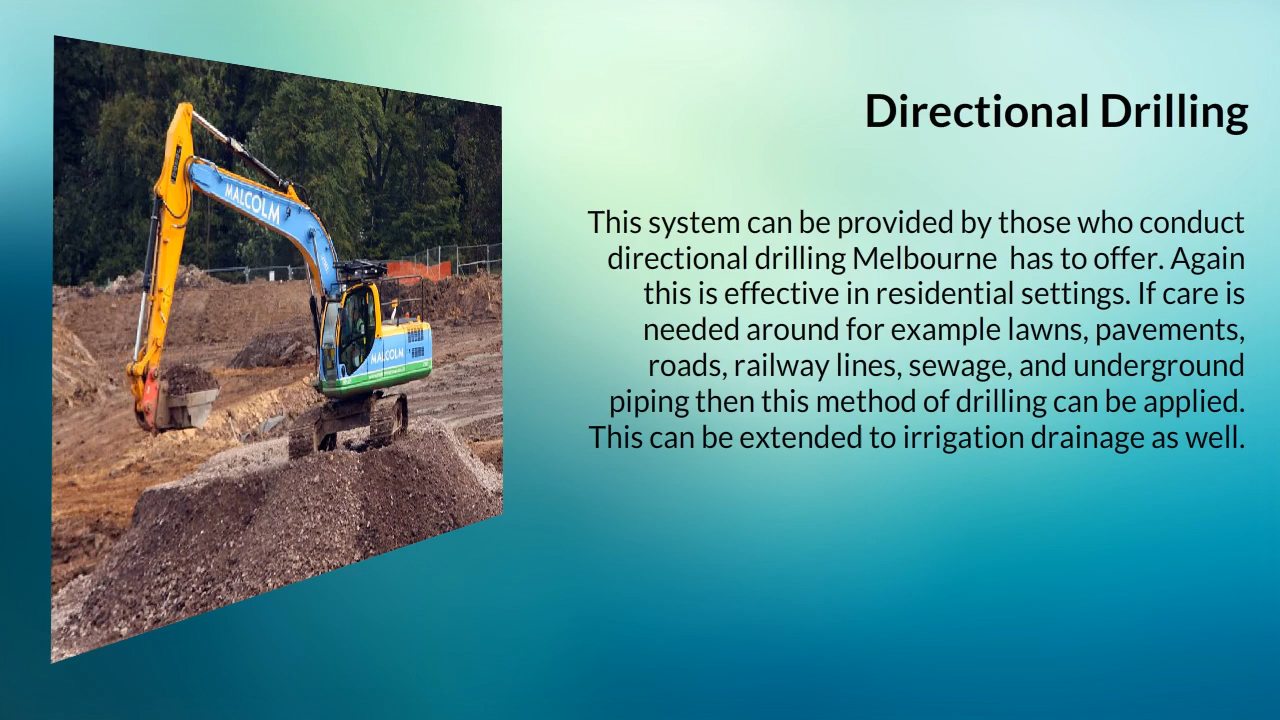 Directional Drilling
This system can be provided by those who conduct
directional drilling Melbourne  has to offer. Again
this is effective in residential settings. If care is
needed around for example lawns, pavements,
roads, railway lines, sewage, and underground
piping then this method of drilling can be applied.
This can be extended to irrigation drainage as well.
MALCOLM
MALCOLM